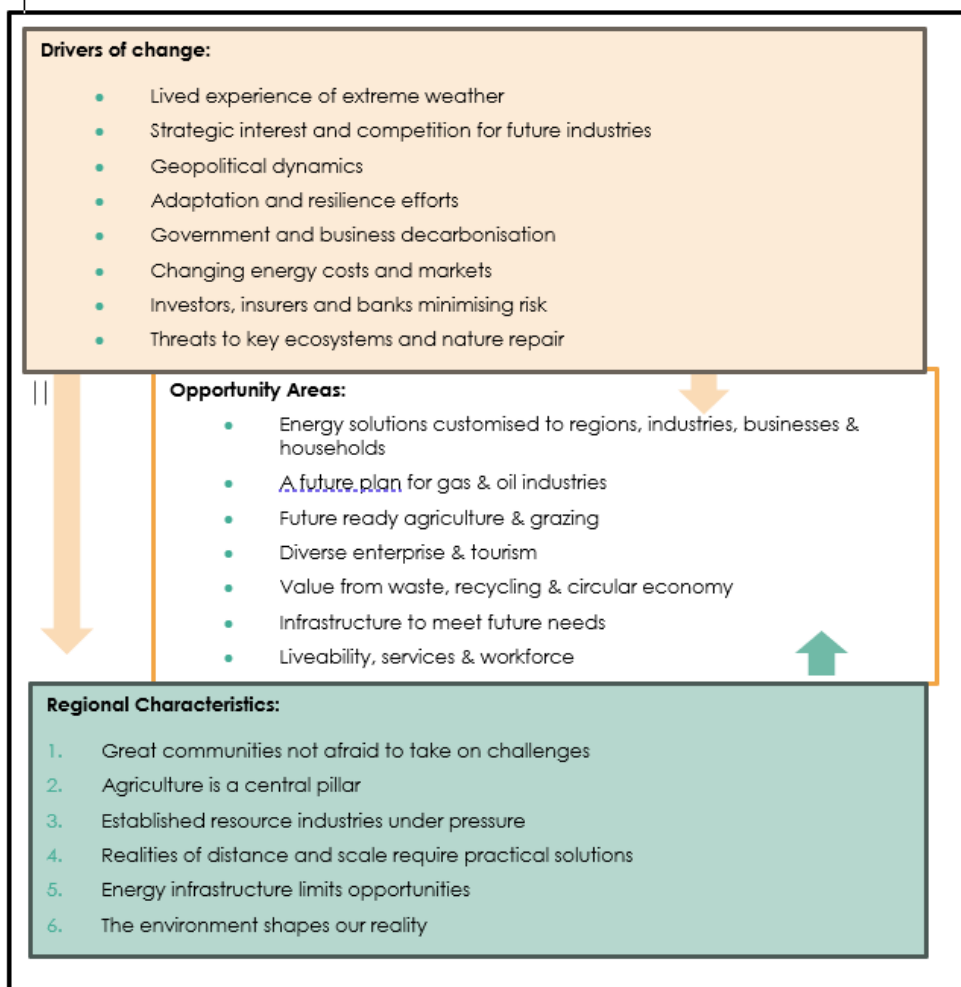 Drivers of change:
• Lived experience of extreme weather
• Strategic interest and competition for future industries
• Geopolitical dynamics
• Adaptation and resilience efforts
• Government and business decarbonisation
• Changing energy costs and markets
• Investors, insurers and banks minimising risk
• Threats to key ecosystems and nature repair
Opportunity Areas:
• Energy solutions customised to regions, industries, businesses &
households
• A future plan for gas & oil industries
• Future ready agriculture & grazing
• Diverse enterprise & tourism
• Value from waste, recycling & circular economy
• Infrastructure to meet future needs
• Liveability, services & workforce
Regional Characteristics:
1. Great communities not afraid to take on challenges
2. Agriculture is a central pillar
3. Established resource industries under pressure
4. Realities of distance and scale require practical solutions
5. Energy infrastructure limits opportunities
6. The environment shapes our reality